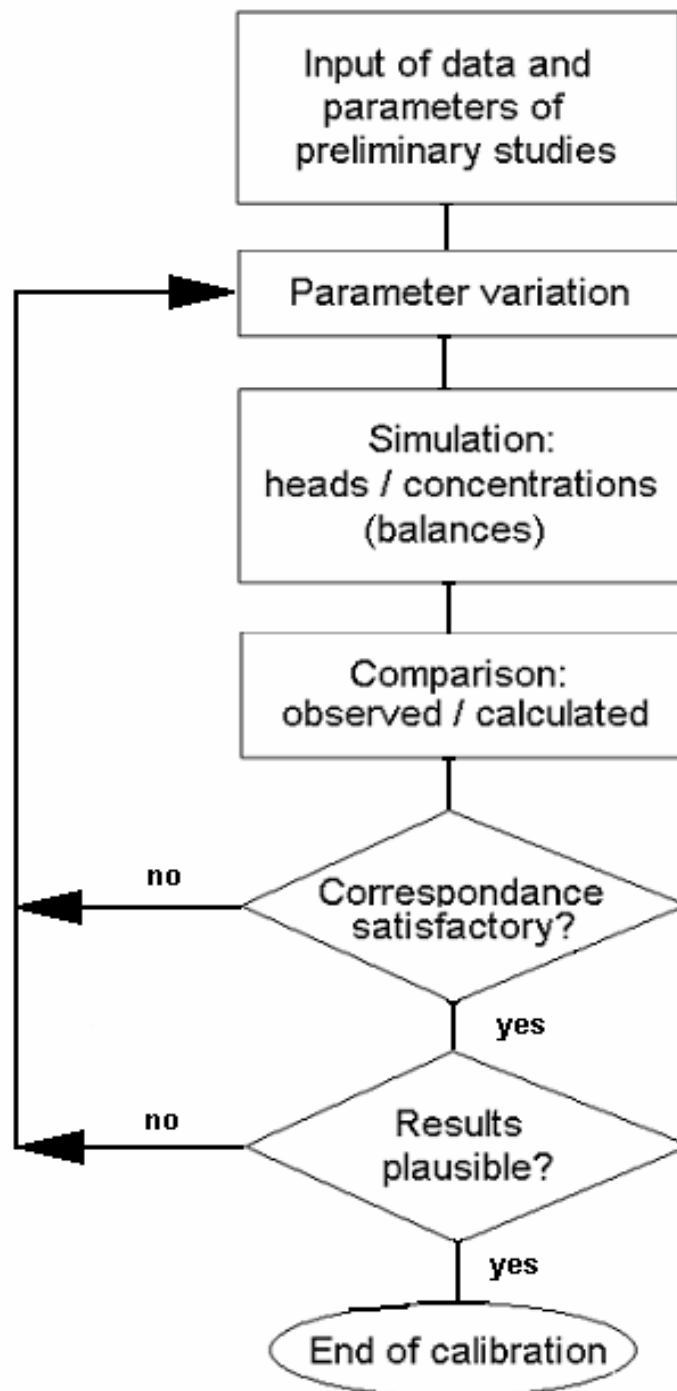 Input of data and
parameters of
preliminary studies
Parameter variation
Simulation:
heads / concentrations
(balances)
Comparison:
observed / calculated
no
Correspondance
satisfactory?
yes
no
Results
plausible?
yes
End of calibration